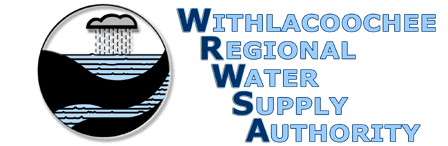 WITHLACOOCHEE
REGIONAL
WATER
SUPPLY
AUTHORITY